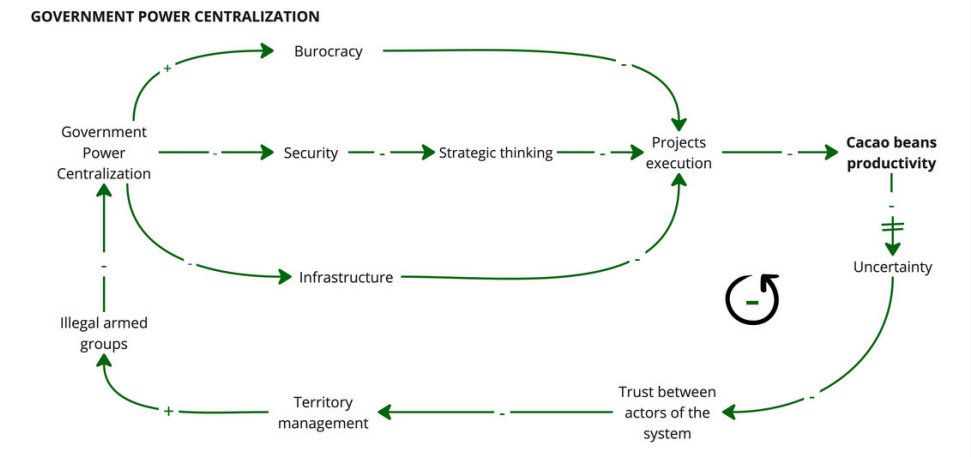 GOVERNMENT POWER CENTRALIZATION
+
Burocracy
-
Government
Power
Centralization
-
Security
-
Strategic thinking
-
Projects
execution
-
Cacao beans
productivity
-
-
Infrastructure
-
-
Uncertainty
-
-
Illegal armed
groups
+
Territory
management
-
Trust between
actors of the
system
-